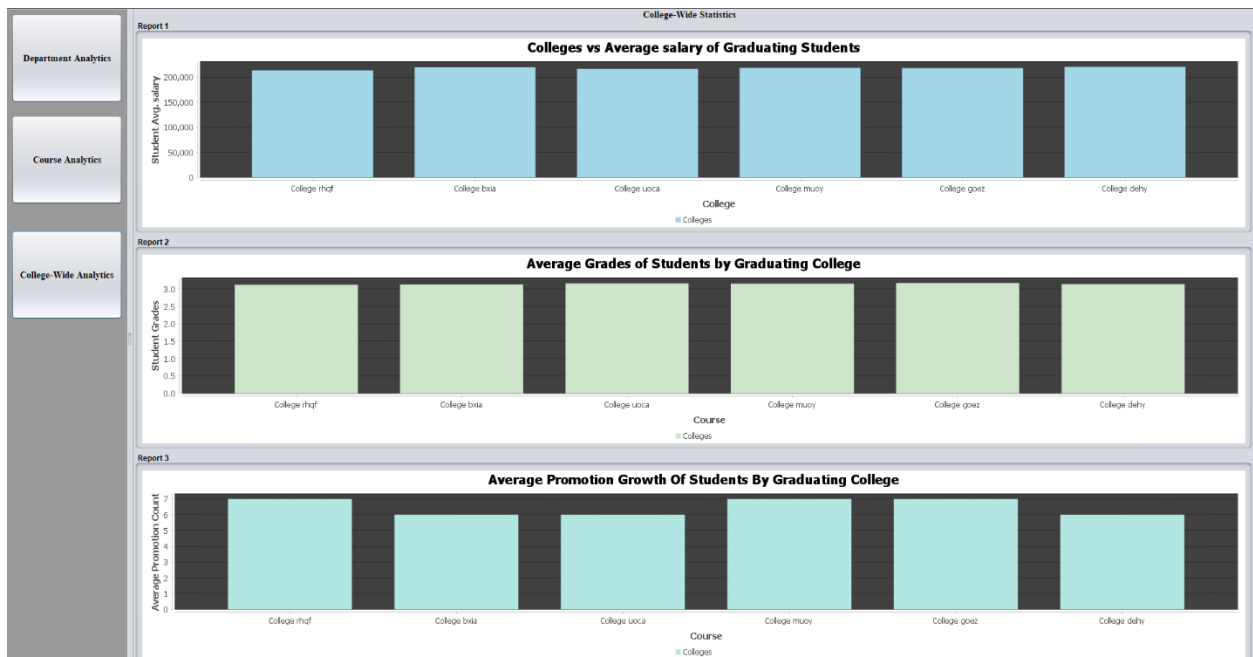 College-Wide Statistics
Department Analytics
Course Analytics
College-Wide Analytics
Report 1
Colleges vs Average salary of Graduating Students
Student Avg. salary
200,000
150,000
100,000
50,000
0
College rhqf College bxia College uoca College muoy College goez College dehy
College
Colleges
Report 2
Average Grades of Students by Graduating College
Student Grades
3.0
2.5
2.0
1.5
1.0
0.5
0.0
College rhqf College bxia College uoca College muoy College goez College dehy
Course
Colleges
Report 3
Average Promotion Growth Of Students By Graduating College
Average Promotion Count
7
6
5
4
3
2
1
0
College rhqf College bxia College uoca College muoy College goez College dehy
Course
Colleges